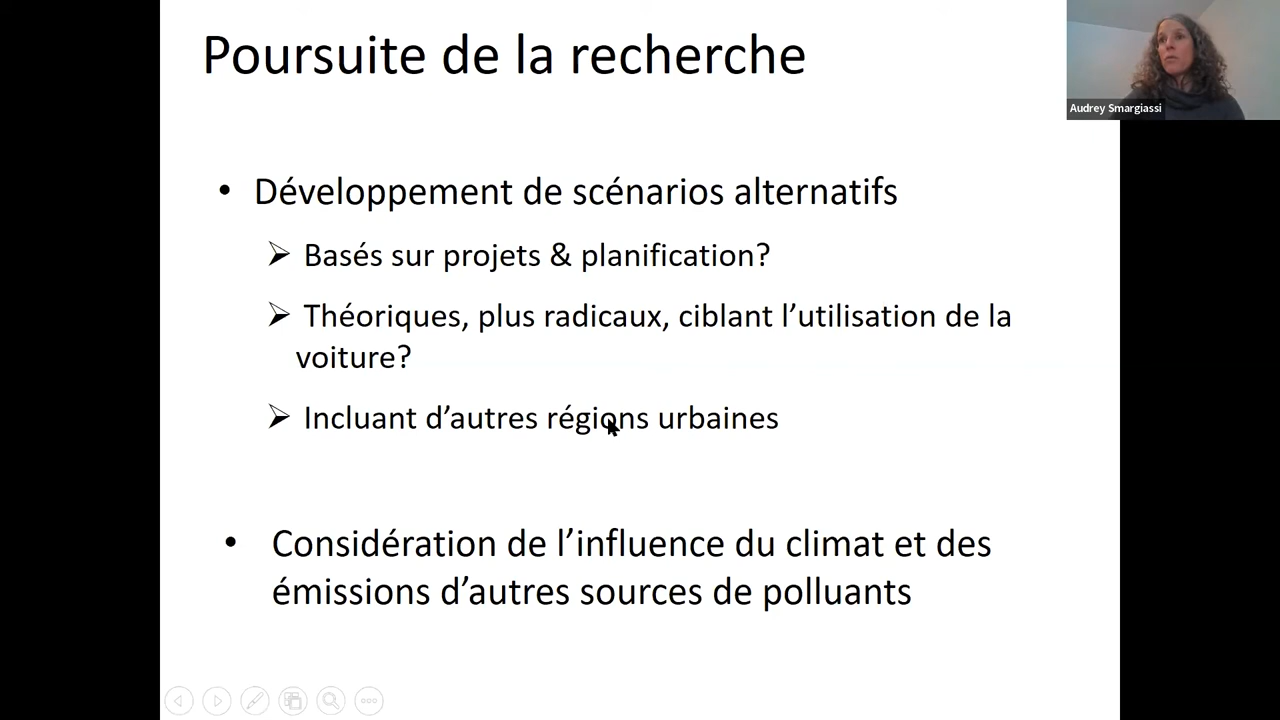 Poursuite de la recherche
Audrey Smargiassi
• Développement de scénarios alternatifs
➢ Basés sur projets & planification?
➢ Théoriques, plus radicaux, ciblant l’utilisation de la
voiture?
➢ Incluant d’autres régions urbaines
• Considération de l’influence du climat et des
émissions d’autres sources de polluants